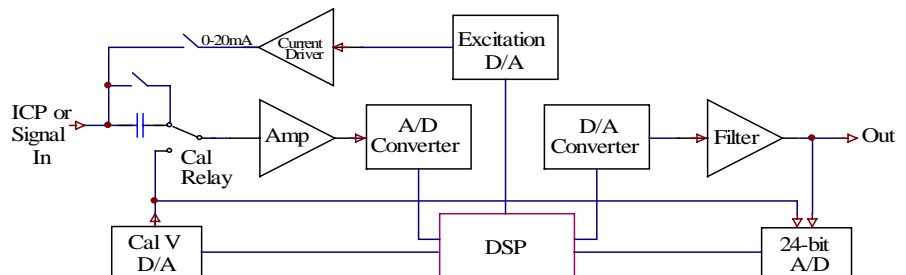 0-20mA
Current
Driver
Excitation
D/A
ICP or
Signal
In
Cal
Relay
Amp
A/D
Converter
D/A
Converter
Filter
Out
Cal V
D/A
DSP
24-bit
A/D